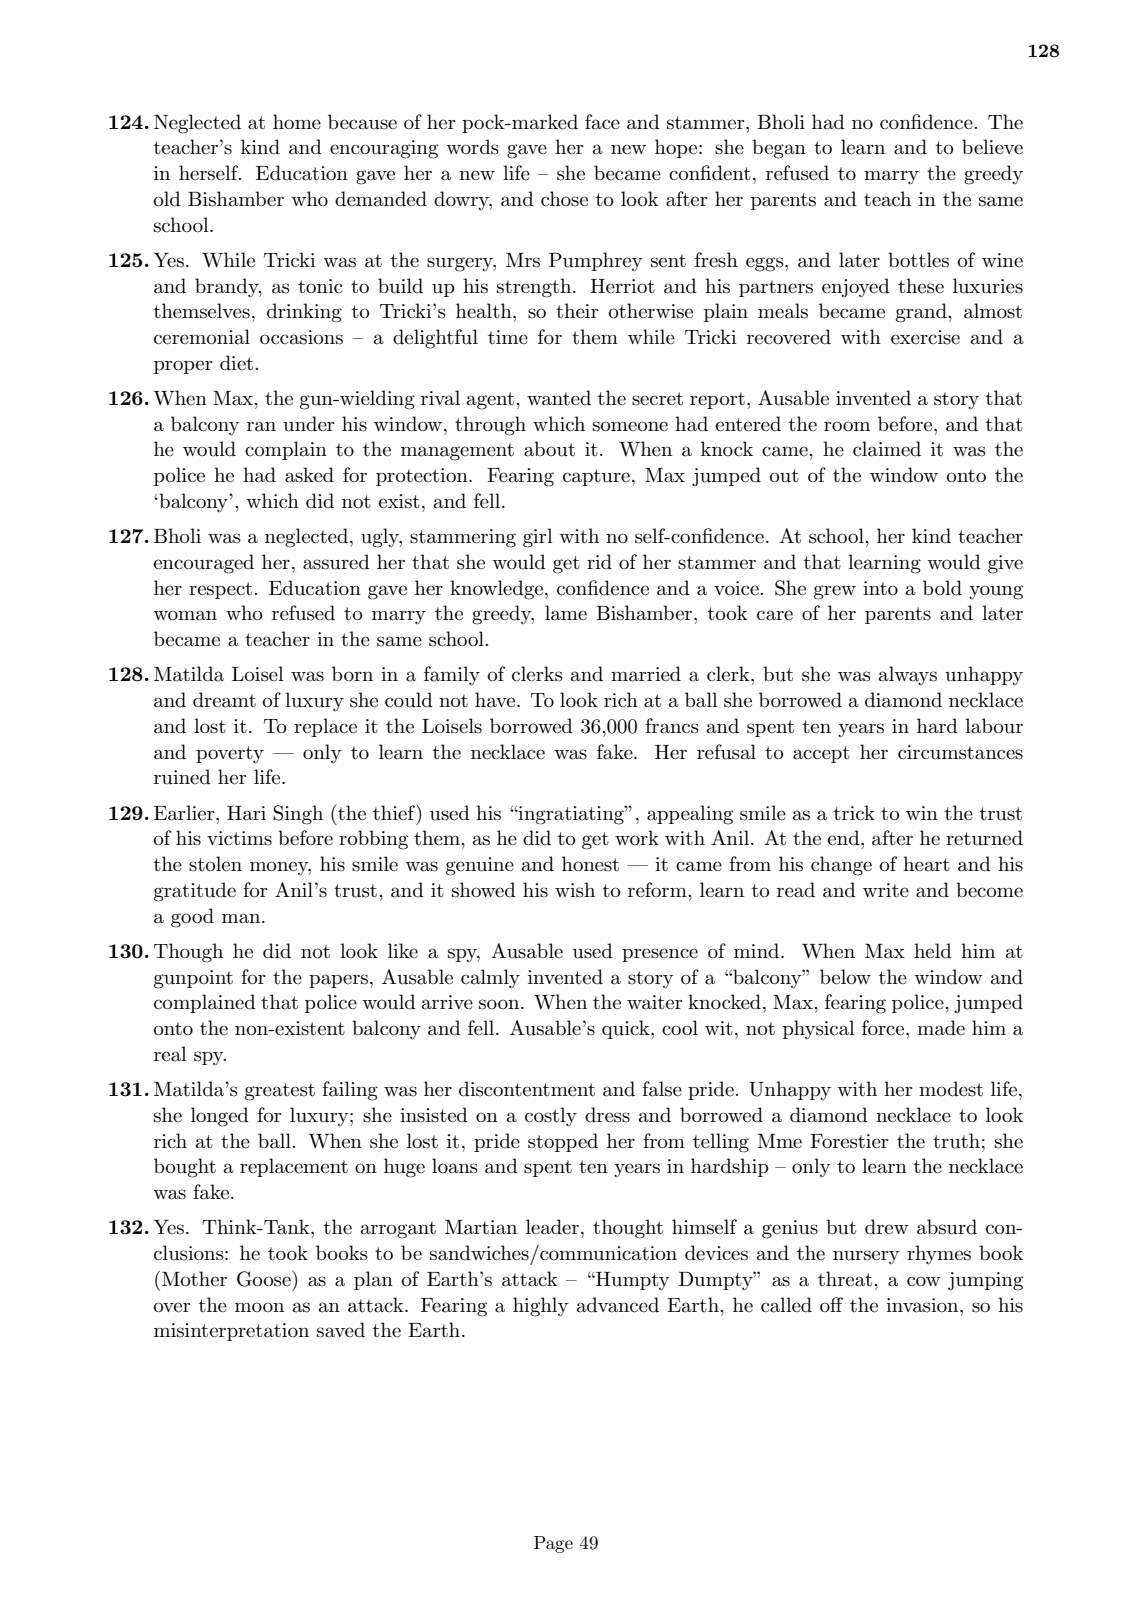 128
124. Neglected at home because of her pock-marked face and stammer, Bholi had no confidence. The
teacher's kind and encouraging words gave her a new hope: she began to learn and to believe
in herself. Education gave her a new life – she became confident, refused to marry the greedy
old Bishamber who demanded dowry, and chose to look after her parents and teach in the same
school.
125. Yes. While Tricki was at the surgery, Mrs Pumphrey sent fresh eggs, and later bottles of wine
and brandy, as tonic to build up his strength. Herriot and his partners enjoyed these luxuries
themselves, drinking to Tricki's health, so their otherwise plain meals became grand, almost
ceremonial occasions – a delightful time for them while Tricki recovered with exercise and a
proper diet.
126. When Max, the gun-wielding rival agent, wanted the secret report, Ausable invented a story that
a balcony ran under his window, through which someone had entered the room before, and that
he would complain to the management about it. When a knock came, he claimed it was the
police he had asked for protection. Fearing capture, Max jumped out of the window onto the
‘balcony’, which did not exist, and fell.
127. Bholi was a neglected, ugly, stammering girl with no self-confidence. At school, her kind teacher
encouraged her, assured her that she would get rid of her stammer and that learning would give
her respect. Education gave her knowledge, confidence and a voice. She grew into a bold young
woman who refused to marry the greedy, lame Bishamber, took care of her parents and later
became a teacher in the same school.
128. Matilda Loisel was born in a family of clerks and married a clerk, but she was always unhappy
and dreamt of luxury she could not have. To look rich at a ball she borrowed a diamond necklace
and lost it. To replace it the Loisels borrowed 36,000 francs and spent ten years in hard labour
and poverty — only to learn the necklace was fake. Her refusal to accept her circumstances
ruined her life.
129. Earlier, Hari Singh (the thief) used his “ingratiating”, appealing smile as a trick to win the trust
of his victims before robbing them, as he did to get work with Anil. At the end, after he returned
the stolen money, his smile was genuine and honest — it came from his change of heart and his
gratitude for Anil's trust, and it showed his wish to reform, learn to read and write and become
a good man.
130. Though he did not look like a spy, Ausable used presence of mind. When Max held him at
gunpoint for the papers, Ausable calmly invented a story of a “balcony” below the window and
complained that police would arrive soon. When the waiter knocked, Max, fearing police, jumped
onto the non-existent balcony and fell. Ausable's quick, cool wit, not physical force, made him a
real spy.
131. Matilda's greatest failing was her discontentment and false pride. Unhappy with her modest life,
she longed for luxury; she insisted on a costly dress and borrowed a diamond necklace to look
rich at the ball. When she lost it, pride stopped her from telling Mme Forestier the truth; she
bought a replacement on huge loans and spent ten years in hardship – only to learn the necklace
was fake.
132. Yes. Think-Tank, the arrogant Martian leader, thought himself a genius but drew absurd con-
clusions: he took books to be sandwiches/communication devices and the nursery rhymes book
(Mother Goose) as a plan of Earth's attack – “Humpty Dumpty” as a threat, a cow jumping
over the moon as an attack. Fearing a highly advanced Earth, he called off the invasion, so his
misinterpretation saved the Earth.
Page 49